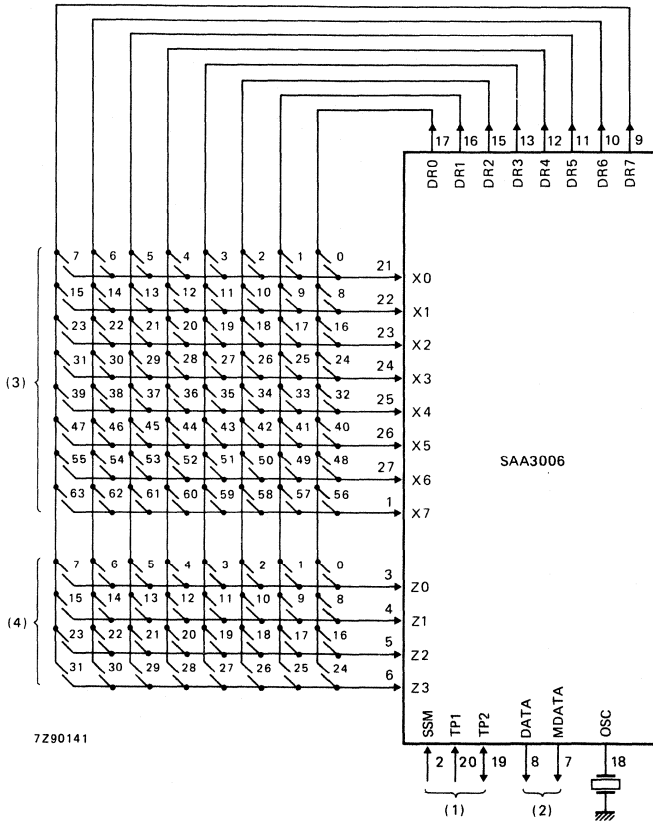 17 16 15 13 12 11 10 9
DR0 DR1 DR2 DR3 DR4 DR5 DR6 DR7
7 6 5 4 3 2 1 0 21 X0
15 14 13 12 11 10 9 8 22 X1
23 22 21 20 19 18 17 16 23 X2
31 30 29 28 27 26 25 24 24 X3
(3) 39 38 37 36 35 34 33 32 25 X4
47 46 45 44 43 42 41 40 26 X5
55 54 53 52 51 50 49 48 27 X6
SAA3006
63 62 61 60 59 58 57 56 1 X7
7 6 5 4 3 2 1 0 3 Z0
15 14 13 12 11 10 9 8 4 Z1
(4)
23 22 21 20 19 18 17 16 5 Z2
31 30 29 28 27 26 25 24 6 Z3
SSM TP1 TP2 DATA MDATA OSC
7Z90141
2 20 19 8 7 18
(1) (2)